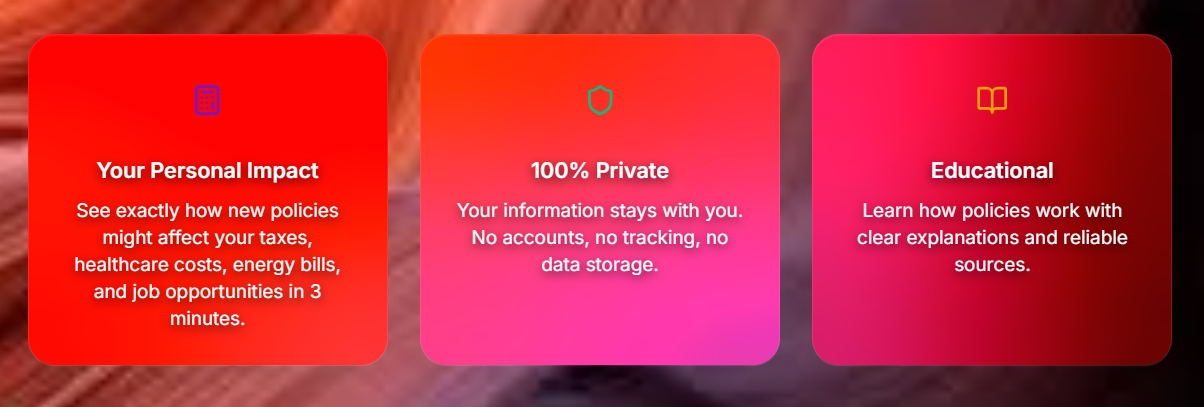 Your Personal Impact
See exactly how new policies
might affect your taxes,
healthcare costs, energy bills,
and job opportunities in 3
minutes.
100% Private
Your information stays with you.
No accounts, no tracking, no
data storage.
Educational
Learn how policies work with
clear explanations and reliable
sources.